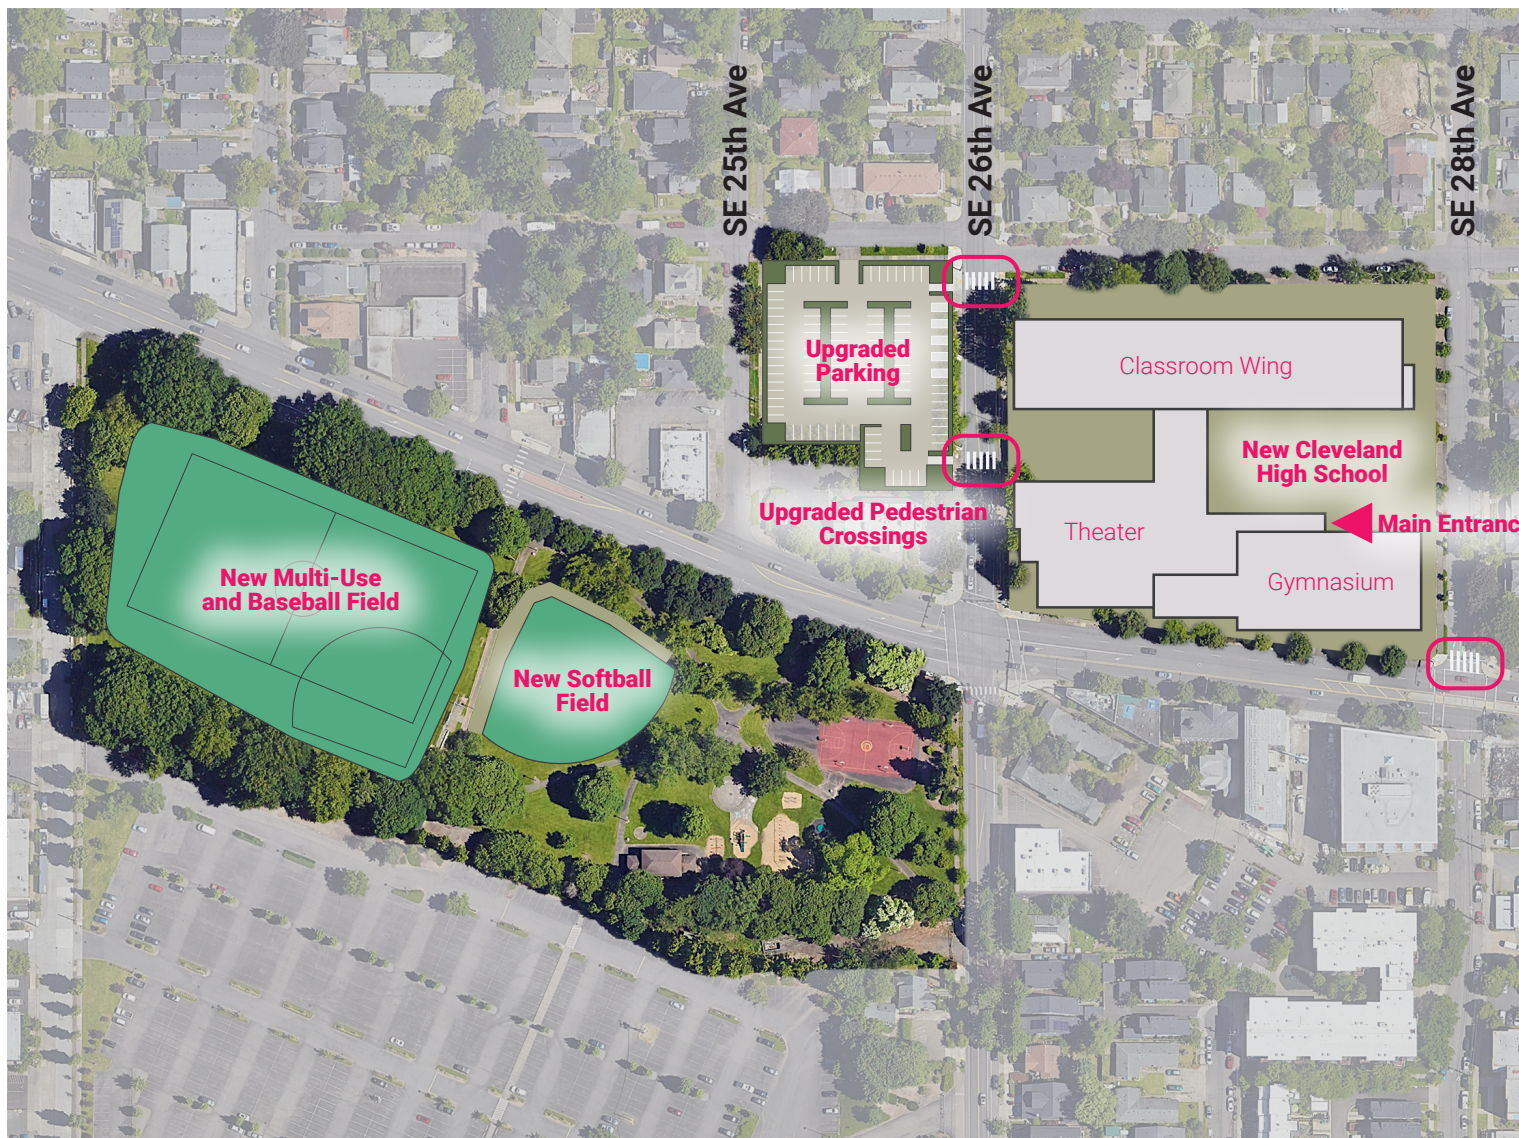 SE 25th Ave
SE 26th Ave
SE 28th Ave
Upgraded
Parking
Classroom Wing
New Cleveland
High School
Upgraded Pedestrian
Crossings
Main Entranc
Theater
Gymnasium
New Multi-Use
and Baseball Field
New Softball
Field